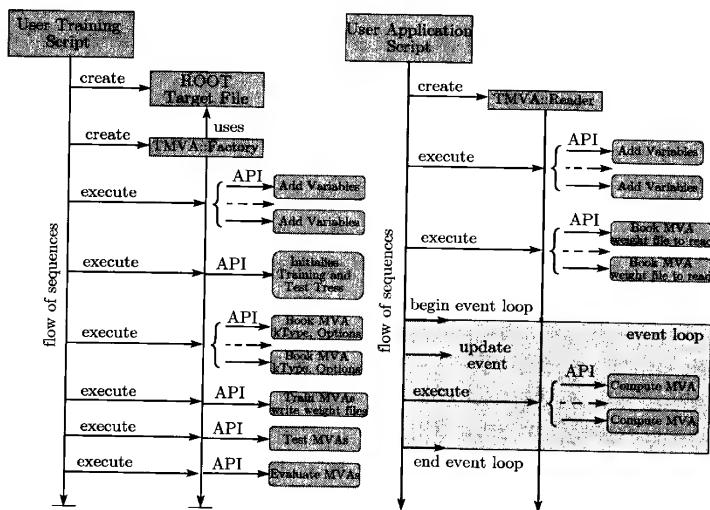 User Training
Script
create
ROOT
Target File
uses
create
TMVA::Factory
execute
API
Add Variables
Add Variables
execute
API
Initialise
Training and
Test Trees
flow of sequences
execute
API
Book MVA
kType, Options
Book MVA
kType, Options
execute
API
Train MVAs
write weight files
execute
API
Test MVAs
execute
API
Evaluate MVAs
User Application
Script
create
TMVA::Reader
execute
API
Add Variables
Add Variables
execute
API
Book MVA
weight file to read
Book MVA
weight file to read
flow of sequences
begin event loop
event loop
update
event
execute
API
Compute MVA
Compute MVA
end event loop